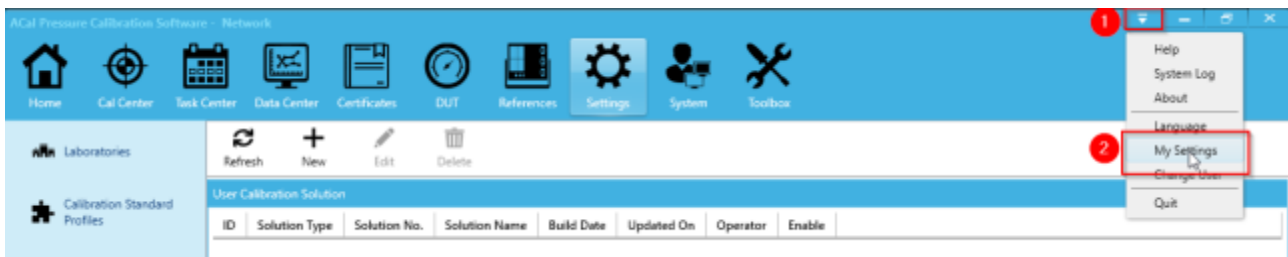 ACal Pressure Calibration Software - Network
1
Home
Cal Center
Task Center
Data Center
Certificates
DUT
References
Settings
System
Toolbox
Help
System Log
About
Language
2
My Settings
Change User
Quit
Laboratories
Calibration Standard
Profiles
Refresh
New
Edit
Delete
User Calibration Solution
ID
Solution Type
Solution No.
Solution Name
Build Date
Updated On
Operator
Enable